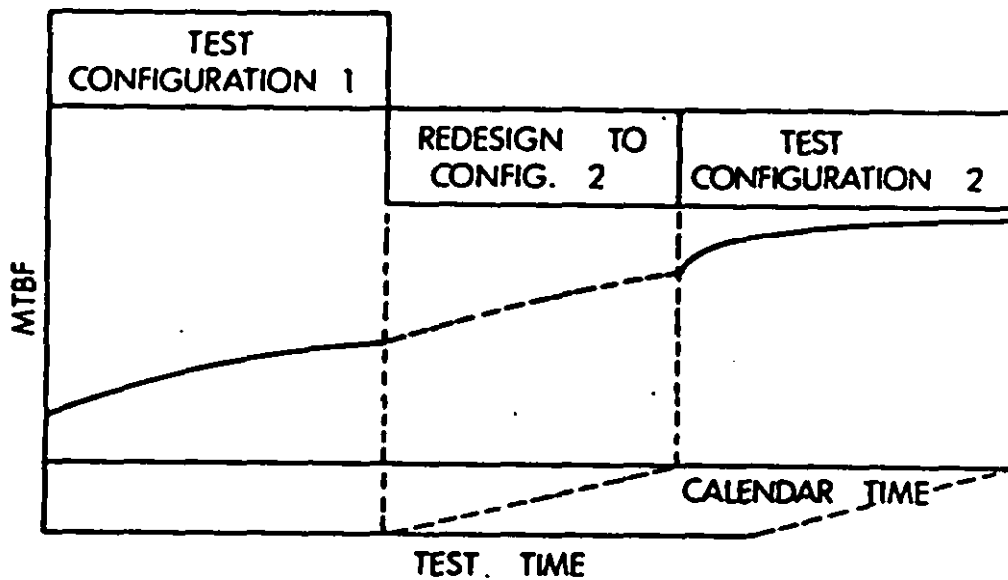 TEST
CONFIGURATION 1
REDESIGN TO
CONFIG. 2
TEST
CONFIGURATION 2
MTBF
CALENDAR TIME
TEST. TIME